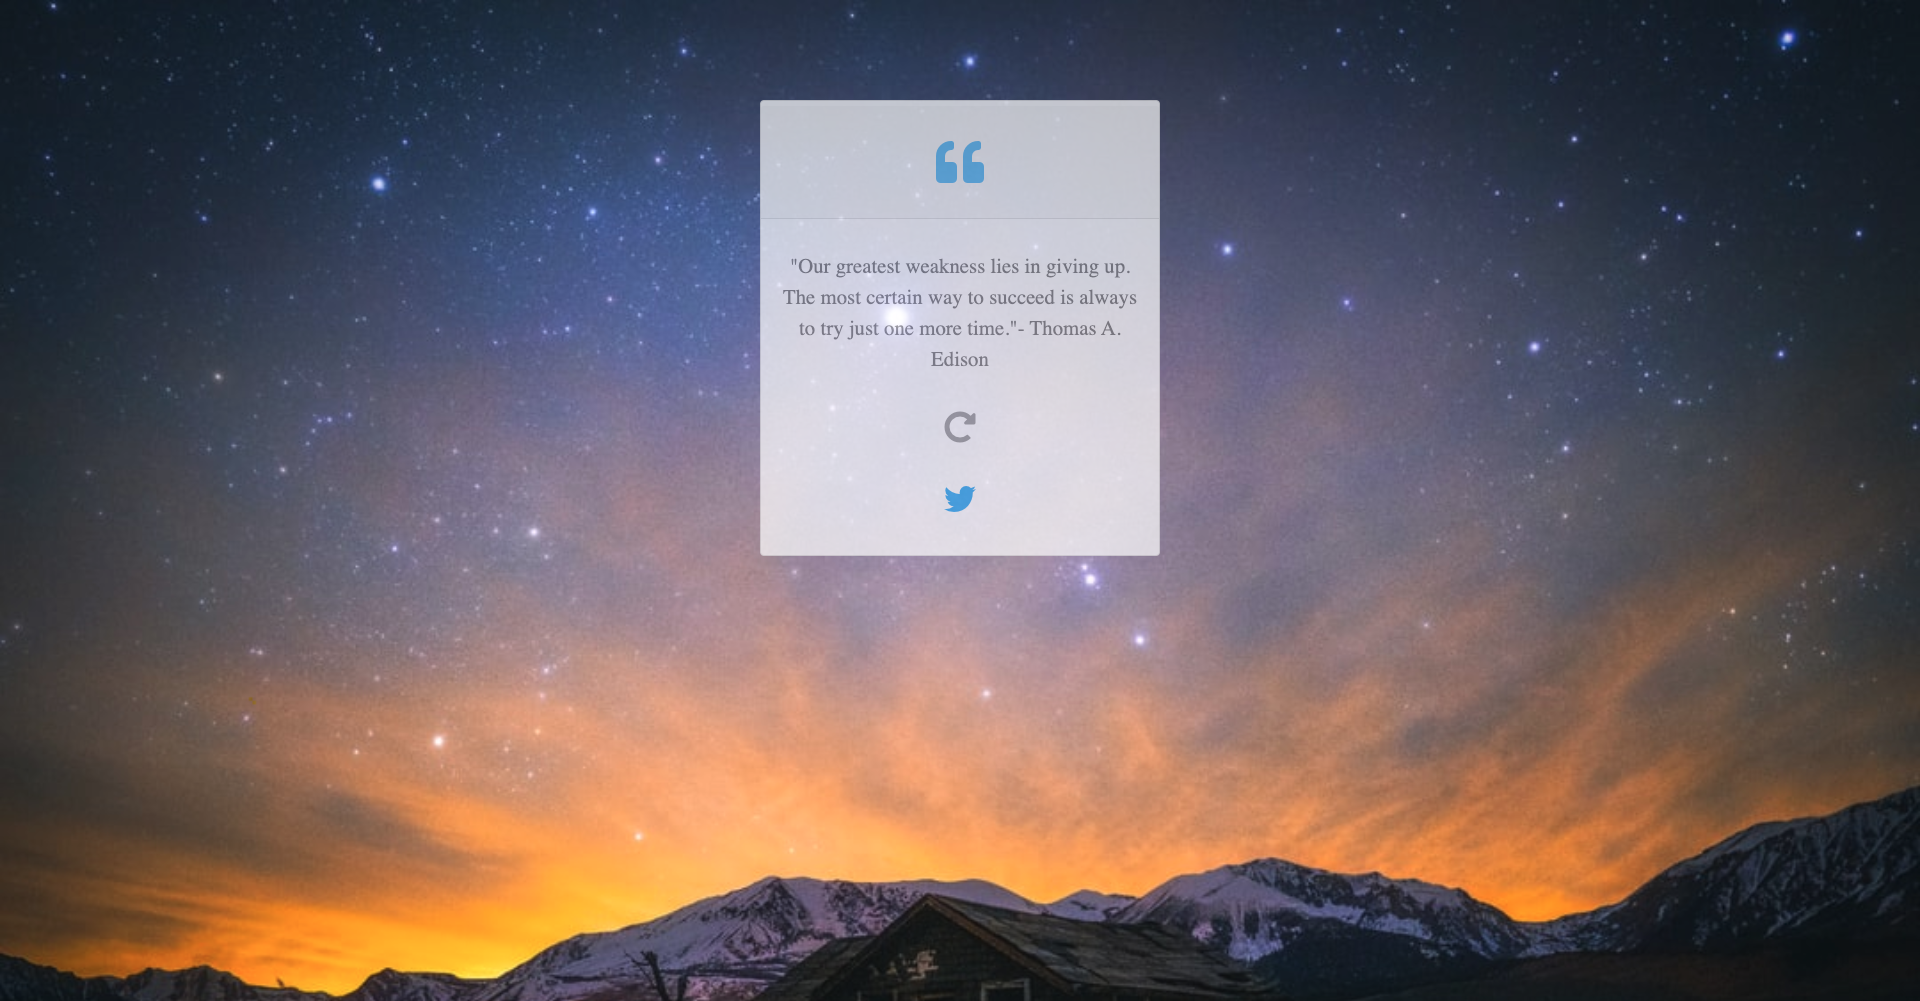 "Our greatest weakness lies in giving up.
The most certain way to succeed is always
to try just one more time."- Thomas A.
Edison